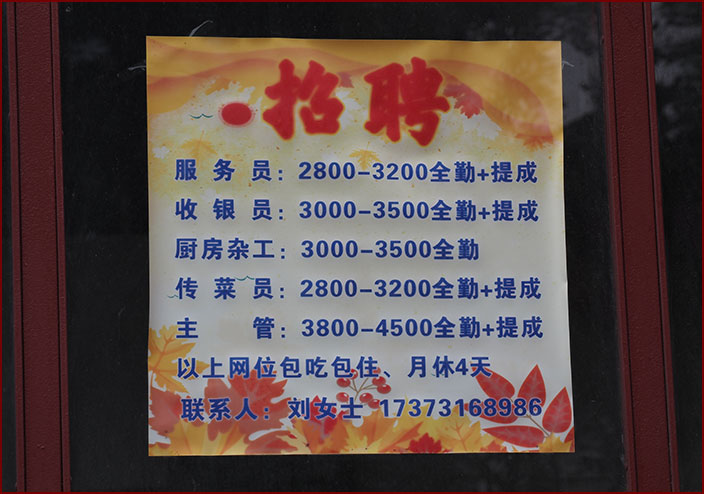 招聘
服务员：2800-3200全勤+提成
收银员：3000-3500全勤+提成
厨房杂工：3000-3500全勤
传菜员：2800-3200全勤+提成
主管：3800-4500全勤+提成
以上网位包吃包住、月休4天
联系人：刘女士 17373168986